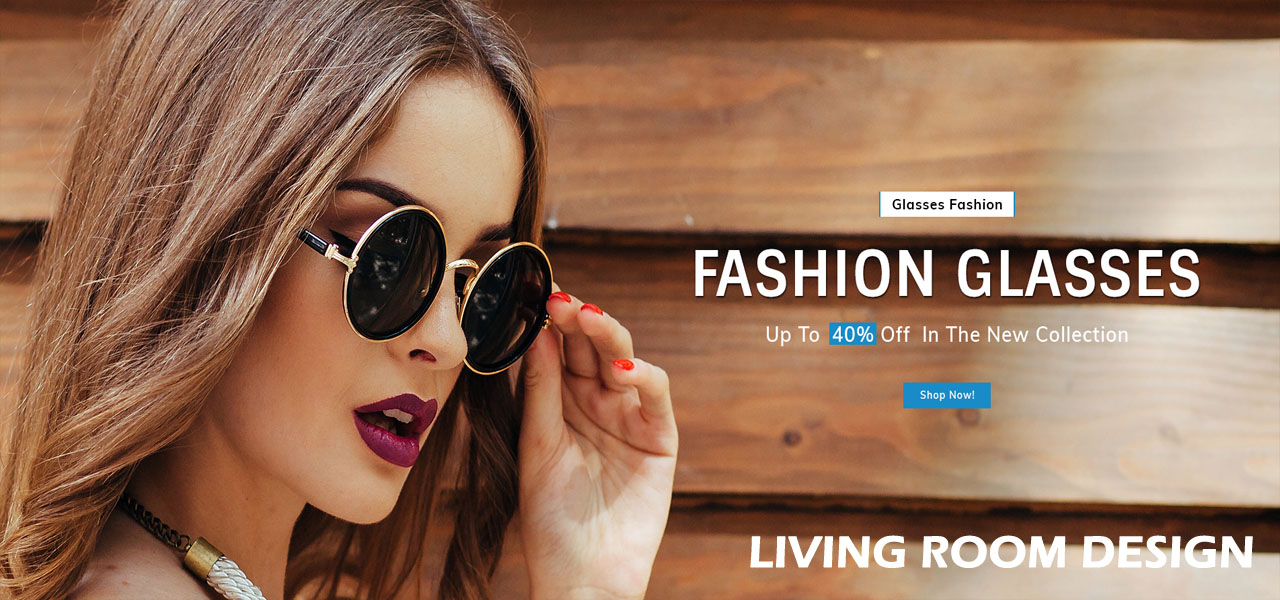 Glasses Fashion
FASHION GLASSES
Up To 40% Off In The New Collection
Shop Now!
LIVING ROOM DESIGN